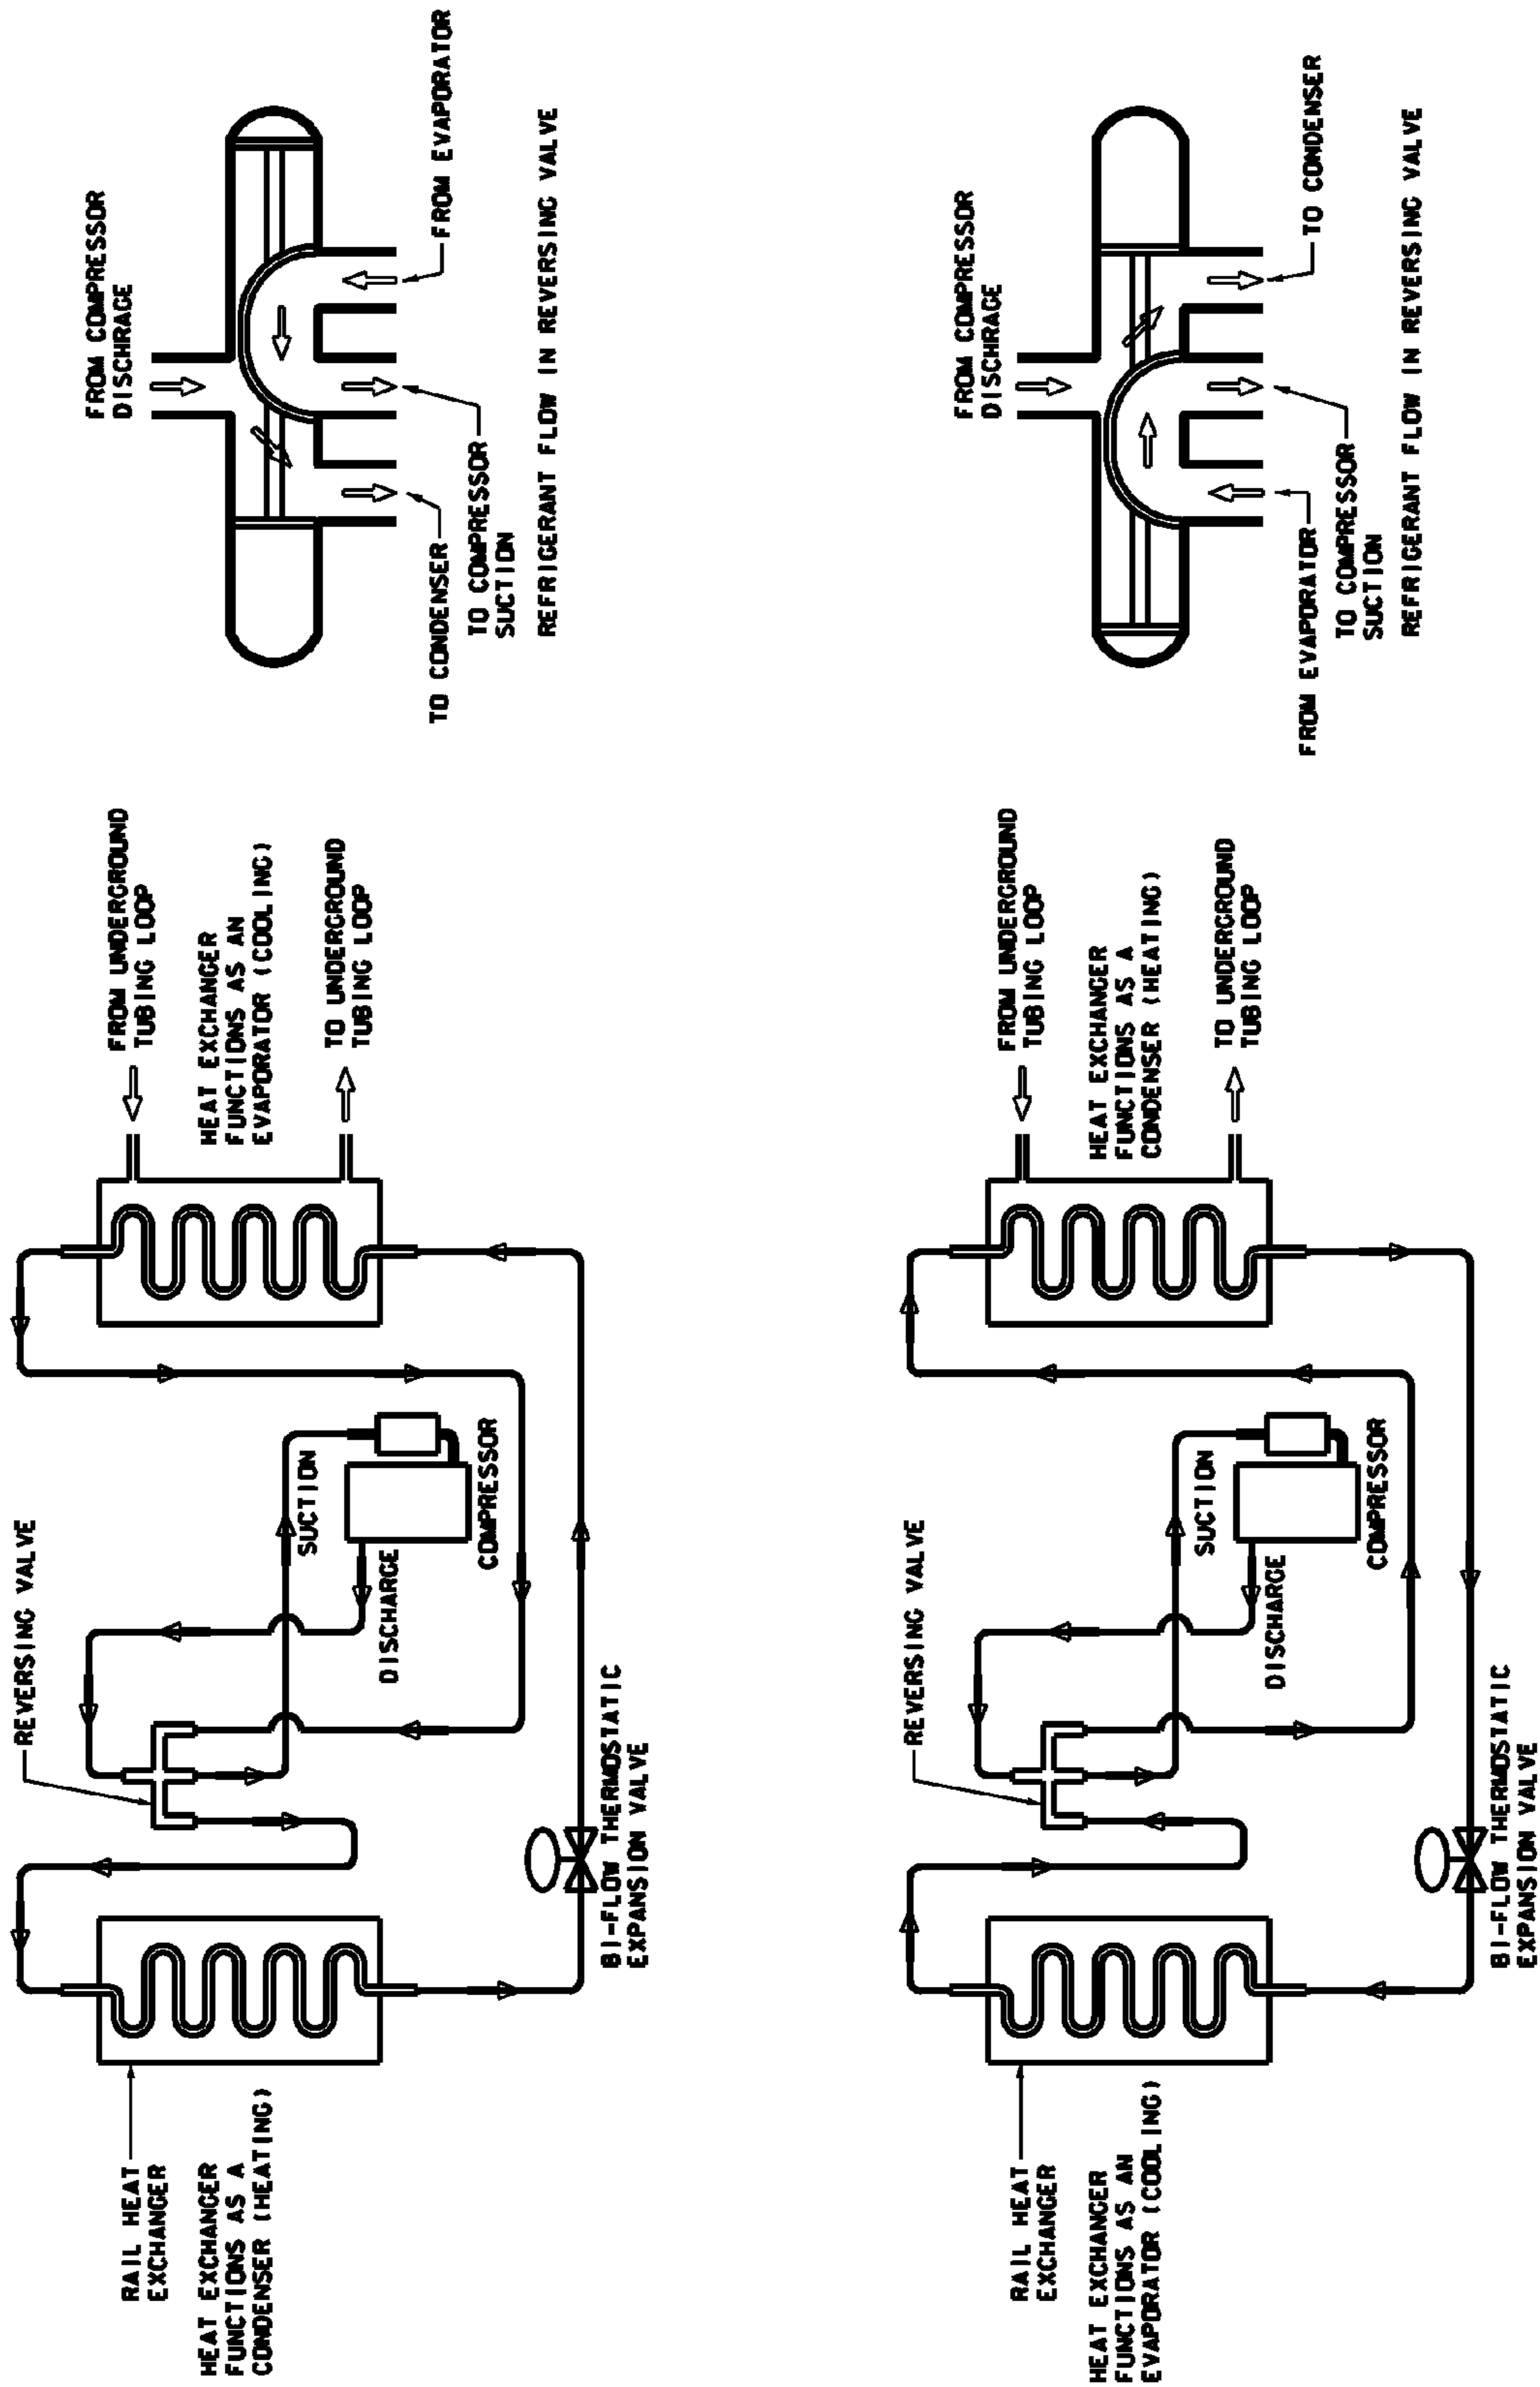 REVERSING VALVE
FROM UNDERGROUND
TUBING LOOP
RAIL HEAT
EXCHANGER
HEAT EXCHANGER
FUNCTIONS AS A
CONDENSER (HEATING)
SUCTION
DISCHARGE
COMPRESSOR
HEAT EXCHANGER
FUNCTIONS AS AN
EVAPORATOR (COOLING)
TO UNDERGROUND
TUBING LOOP
BI-FLOW THERMOSTATIC
EXPANSION VALVE
FROM COMPRESSOR
DISCHRAGE
TO CONDENSER
TO COMPRESSOR
SUCTION
FROM EVAPORATOR
REFRIGERANT FLOW IN REVERSING VALVE
REVERSING VALVE
FROM UNDERGROUND
TUBING LOOP
RAIL HEAT
EXCHANGER
HEAT EXCHANGER
FUNCTIONS AS AN
EVAPORATOR (COOLING)
SUCTION
DISCHARGE
COMPRESSOR
HEAT EXCHANGER
FUNCTIONS AS A
CONDENSER (HEATING)
TO UNDERGROUND
TUBING LOOP
BI-FLOW THERMOSTATIC
EXPANSION VALVE
FROM COMPRESSOR
DISCHRAGE
FROM EVAPORATOR
TO COMPRESSOR
SUCTION
TO CONDENSER
REFRIGERANT FLOW IN REVERSING VALVE